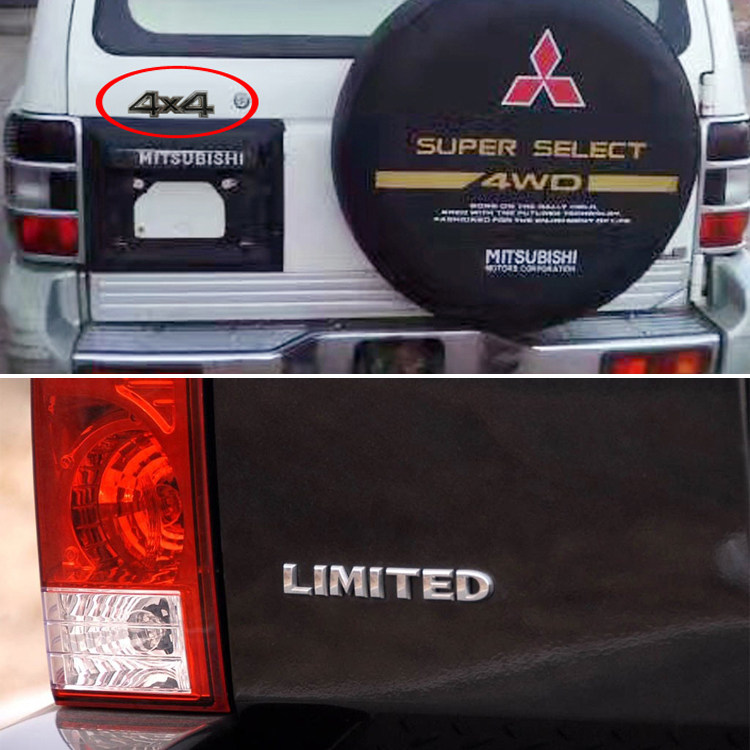 4x4
MITSUBISHI
SUPER SELECT
4WD
MITSUBISHI
MOTORS CORPORATION
LIMITED